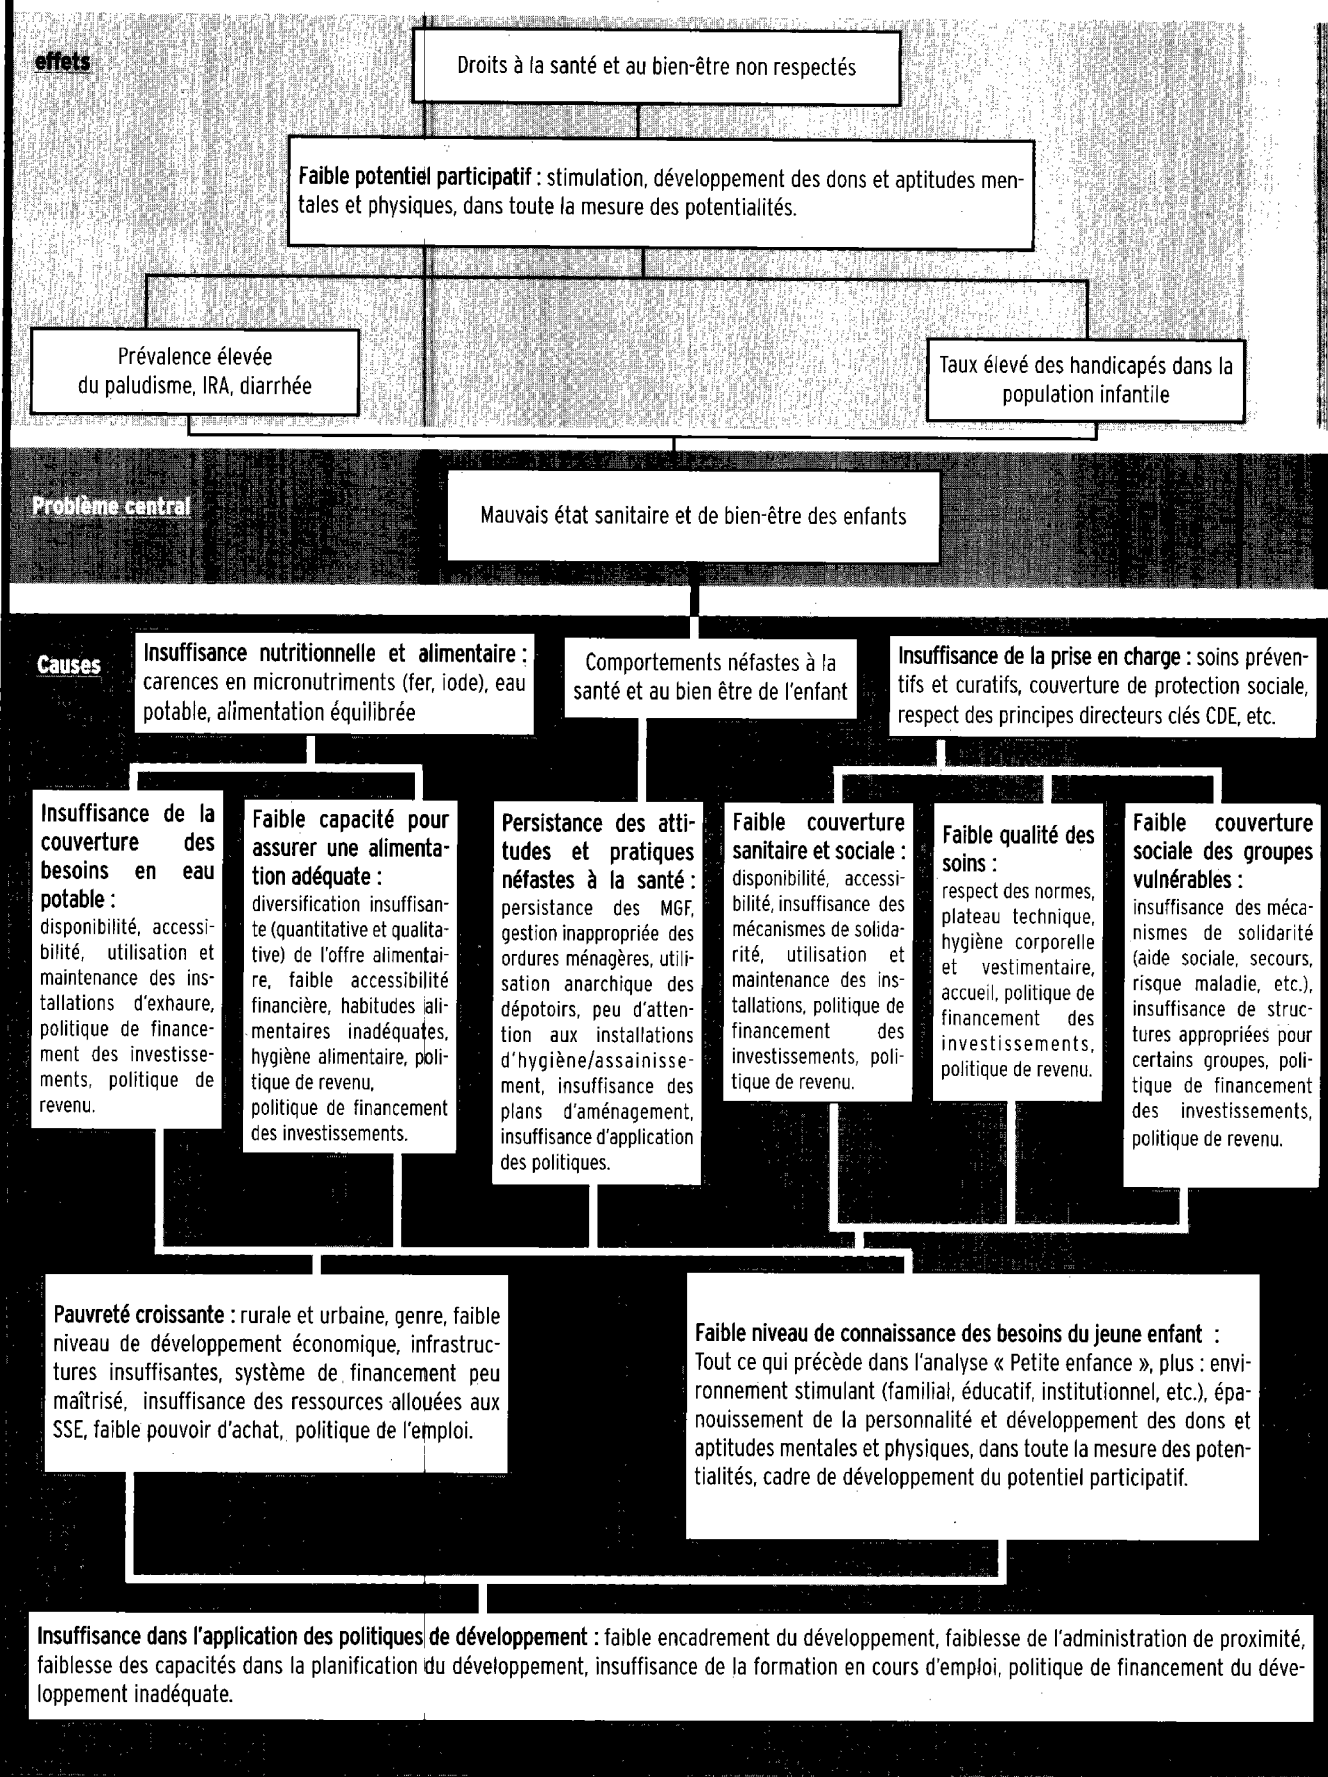 effets
Droits à la santé et au bien-être non respectés
Faible potentiel participatif : stimulation, développement des dons et aptitudes men-
tales et physiques, dans toute la mesure des potentialités.
Prévalence élevée
du paludisme, IRA, diarrhée
Taux élevé des handicapés dans la
population infantile
Problème central
Mauvais état sanitaire et de bien-être des enfants
Causes
Insuffisance nutritionnelle et alimentaire :
carences en micronutriments (fer, iode), eau
potable, alimentation équilibrée
Comportements néfastes à la
santé et au bien être de l'enfant
Insuffisance de la prise en charge : soins préven-
tifs et curatifs, couverture de protection sociale,
respect des principes directeurs clés CDE, etc.
Insuffisance de la
couverture des
besoins en eau
potable :
disponibilité, accessi-
bilité, utilisation et
maintenance des ins-
tallations d'exhaure,
politique de finance-
ment des investisse-
ments, politique de
revenu.
Faible capacité pour
assurer une alimenta-
tion adéquate :
diversification insuffisan-
te (quantitative et qualita-
tive) de l'offre alimentai-
re, faible accessibilité
financière, habitudes ali-
mentaires inadéquates,
hygiène alimentaire, poli-
tique de revenu,
politique de financement
des investissements.
Persistance des atti-
tudes et pratiques
néfastes à la santé :
persistance des MGF,
gestion inappropriée des
ordures ménagères, utili-
sation anarchique des
dépotoirs, peu d'atten-
tion aux installations
d'hygiène/assainisse-
ment, insuffisance des
plans d'aménagement,
insuffisance d'application
des politiques.
Faible couverture
sanitaire et sociale :
disponibilité, accessi-
bilité, insuffisance des
mécanismes de solida-
rité, utilisation et
maintenance des ins-
tallations, politique de
financement des
investissements, poli-
tique de revenu.
Faible qualité des
soins :
respect des normes,
plateau technique,
hygiène corporelle
et vestimentaire,
accueil, politique de
financement des
investissements,
politique de revenu.
Faible couverture
sociale des groupes
vulnérables :
insuffisance des méca-
nismes de solidarité
(aide sociale, secours,
risque maladie, etc.),
insuffisance de struc-
tures appropriées pour
certains groupes, poli-
tique de financement
des investissements,
politique de revenu.
Pauvreté croissante : rurale et urbaine, genre, faible
niveau de développement économique, infrastruc-
tures insuffisantes, système de financement peu
maîtrisé, insuffisance des ressources allouées aux
SSE, faible pouvoir d'achat, politique de l'emploi.
Faible niveau de connaissance des besoins du jeune enfant :
Tout ce qui précède dans l'analyse « Petite enfance », plus : envi-
ronnement stimulant (familial, éducatif, institutionnel, etc.), épa-
nouissement de la personnalité et développement des dons et
aptitudes mentales et physiques, dans toute la mesure des poten-
tialités, cadre de développement du potentiel participatif.
Insuffisance dans l'application des politiques de développement : faible encadrement du développement, faiblesse de l'administration de proximité,
faiblesse des capacités dans la planification du développement, insuffisance de la formation en cours d'emploi, politique de financement du déve-
loppement inadéquate.